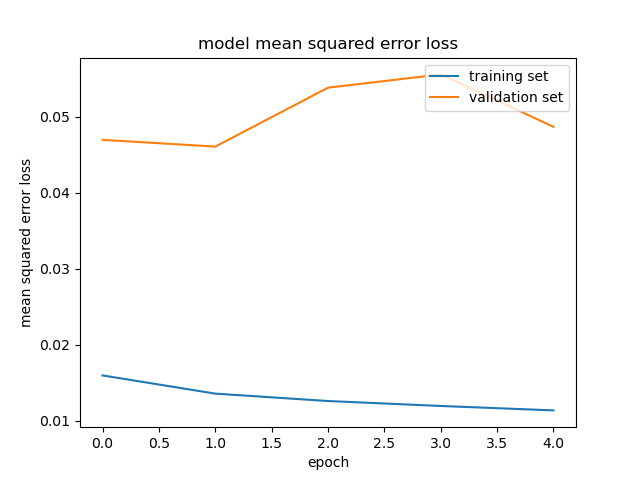 model mean squared error loss
training set
validation set
mean squared error loss
0.05
0.04
0.03
0.02
0.01
0.0 0.5 1.0 1.5 2.0 2.5 3.0 3.5 4.0
epoch